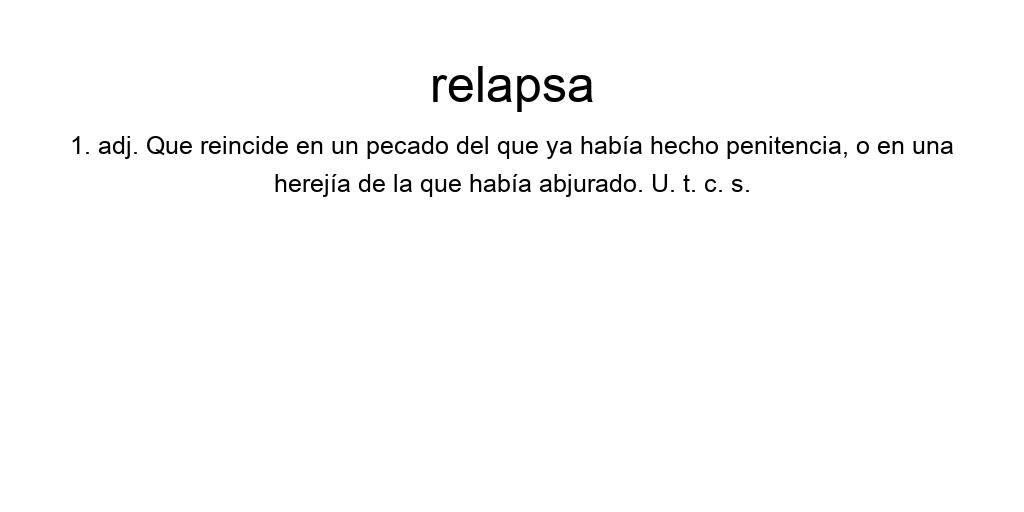 relapsa
1. adj. Que reincide en un pecado del que ya había hecho penitencia, o en una
herejía de la que había abjurado. U. t. c. s.